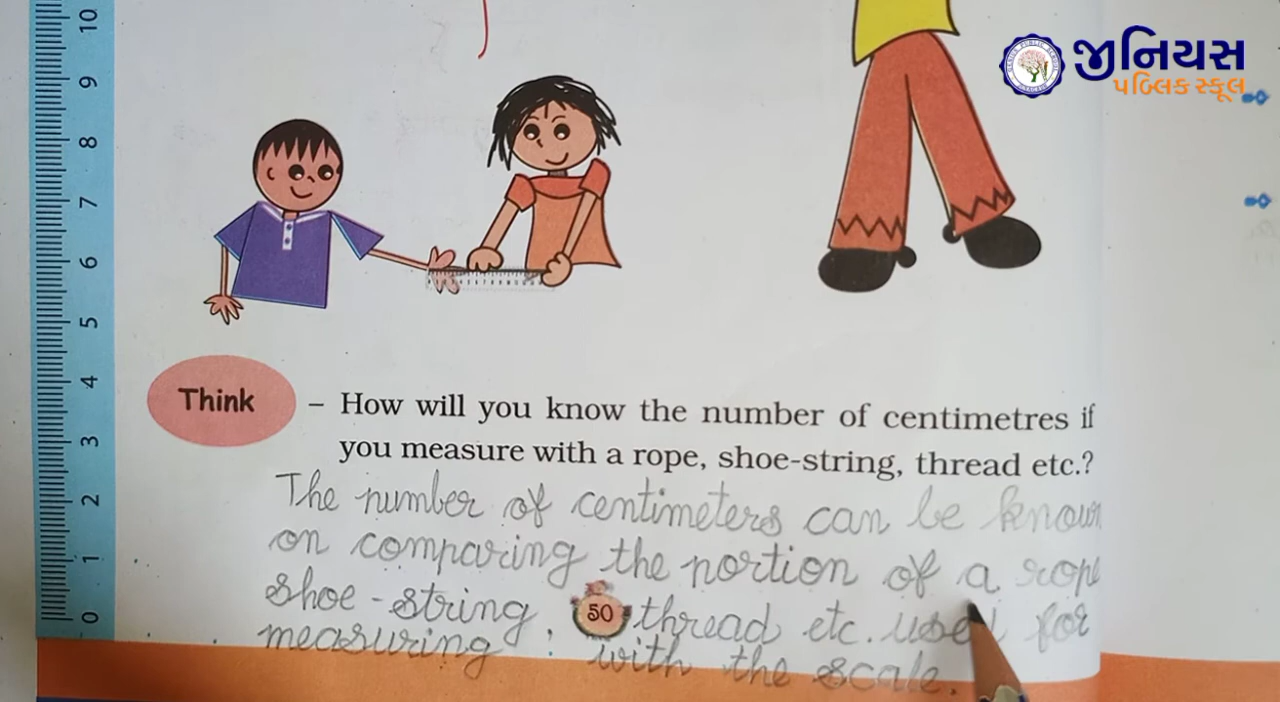 જીનિયસ
પબ્લિક સ્કૂલ
10
9
8
7
6
5
4
3
2
1
0
Think – How will you know the number of centimetres if
you measure with a rope, shoe-string, thread etc.?
The number of centimeters can be known
on comparing the portion of a rope
shoe-string, thread etc. used for
measuring, with the scale.
50